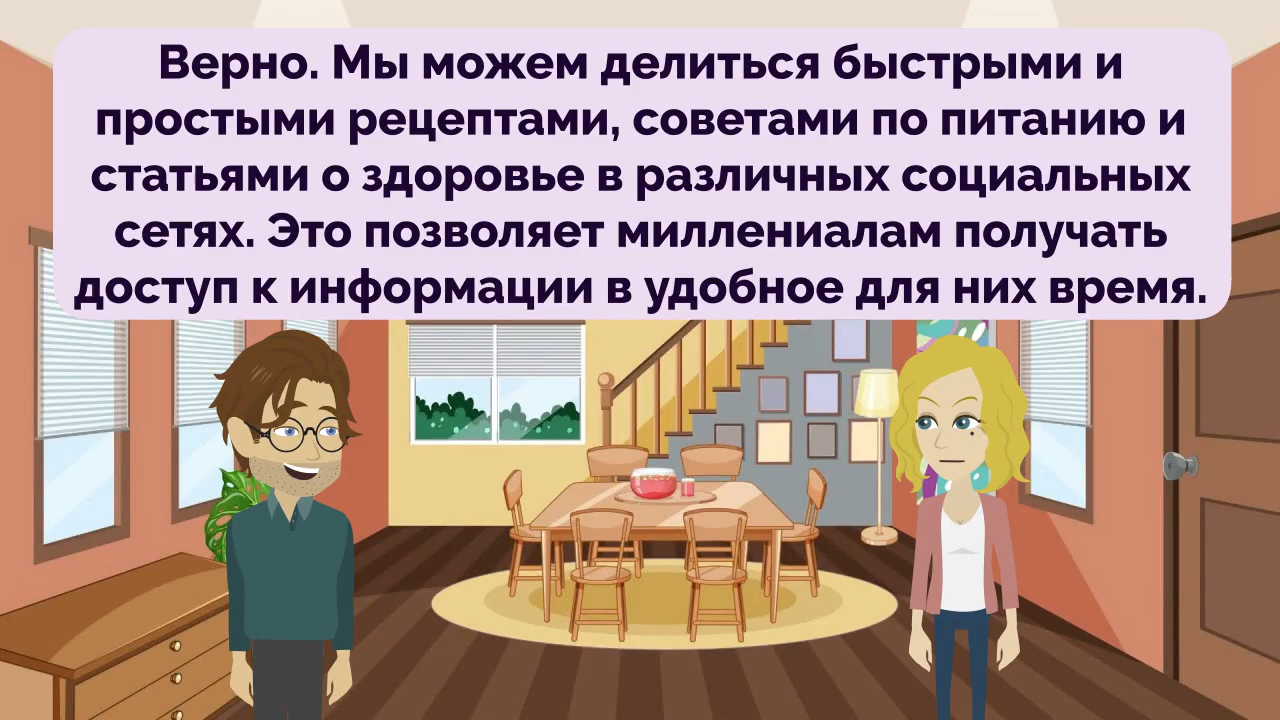 Верно. Мы можем делиться быстрыми и
простыми рецептами, советами по питанию и
статьями о здоровье в различных социальных
сетях. Это позволяет миллениалам получать
доступ к информации в удобное для них время.